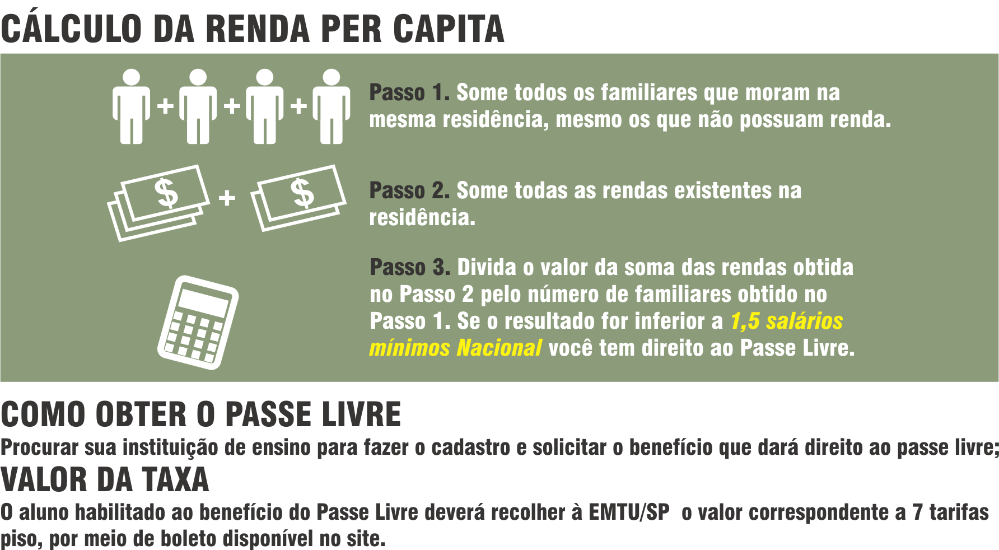 CÁLCULO DA RENDA PER CAPITA
+ + +
Passo 1. Some todos os familiares que moram na
mesma residência, mesmo os que não possuam renda.
$ + $
Passo 2. Some todas as rendas existentes na
residência.
Passo 3. Divida o valor da soma das rendas obtida
no Passo 2 pelo número de familiares obtido no
Passo 1. Se o resultado for inferior a 1,5 salários
mínimos Nacional você tem direito ao Passe Livre.
COMO OBTER O PASSE LIVRE
Procurar sua instituição de ensino para fazer o cadastro e solicitar o benefício que dará direito ao passe livre;
VALOR DA TAXA
O aluno habilitado ao benefício do Passe Livre deverá recolher à EMTU/SP  o valor correspondente a 7 tarifas
piso, por meio de boleto disponível no site.